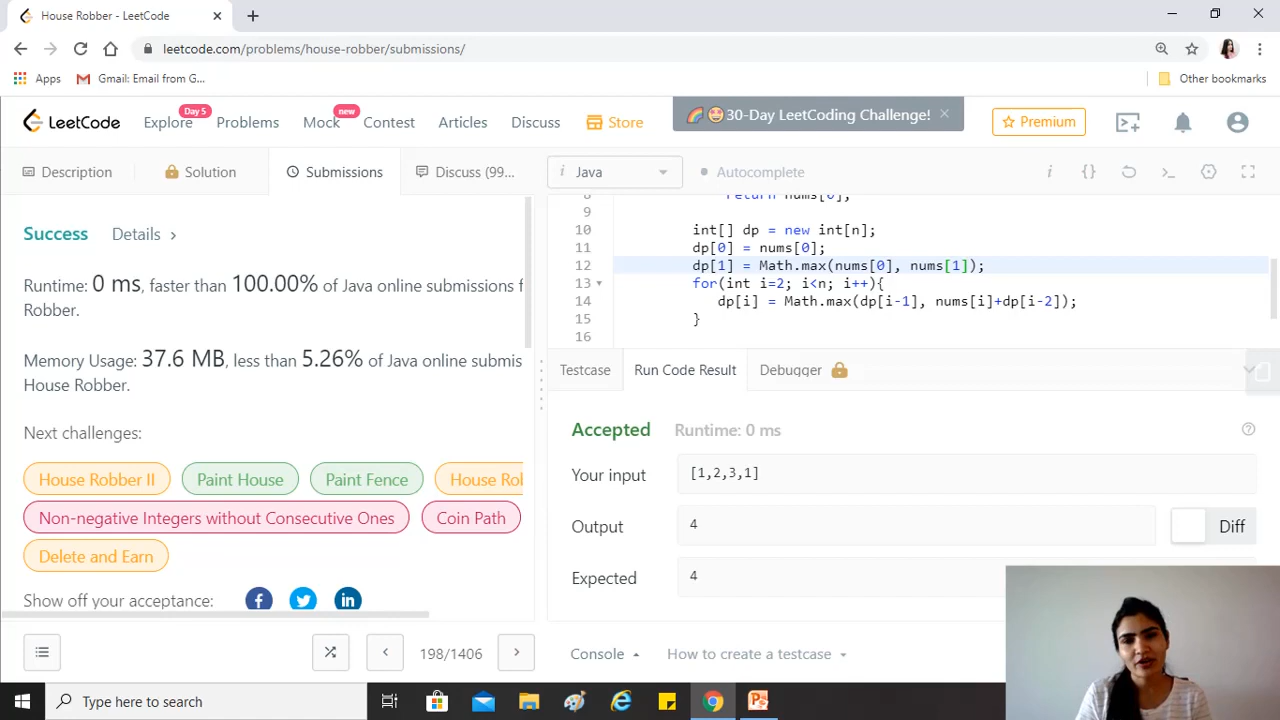 House Robber - LeetCode
leetcode.com/problems/house-robber/submissions/
Apps
Gmail: Email from G...
Other bookmarks
LeetCode
Explore
Day 5
Problems
Mock
new
Contest
Articles
Discuss
Store
🌈 🤩 30-Day LeetCoding Challenge!
Premium
Description
Solution
Submissions
Discuss (99...
i Java
Autocomplete
Success Details >
Runtime: 0 ms, faster than 100.00% of Java online submissions f
Robber.
Memory Usage: 37.6 MB, less than 5.26% of Java online submis
House Robber.
Next challenges:
House Robber II
Paint House
Paint Fence
House Rob
Non-negative Integers without Consecutive Ones
Coin Path
Delete and Earn
Show off your acceptance:
8 return nums[0];
9
10 int[] dp = new int[n];
11 dp[0] = nums[0];
12 dp[1] = Math.max(nums[0], nums[1]);
13 for(int i=2; i<n; i++){
14 dp[i] = Math.max(dp[i-1], nums[i]+dp[i-2]);
15 }
16
Testcase
Run Code Result
Debugger
Accepted Runtime: 0 ms
Your input [1,2,3,1]
Output 4
Diff
Expected 4
198/1406
Console
How to create a testcase
Type here to search